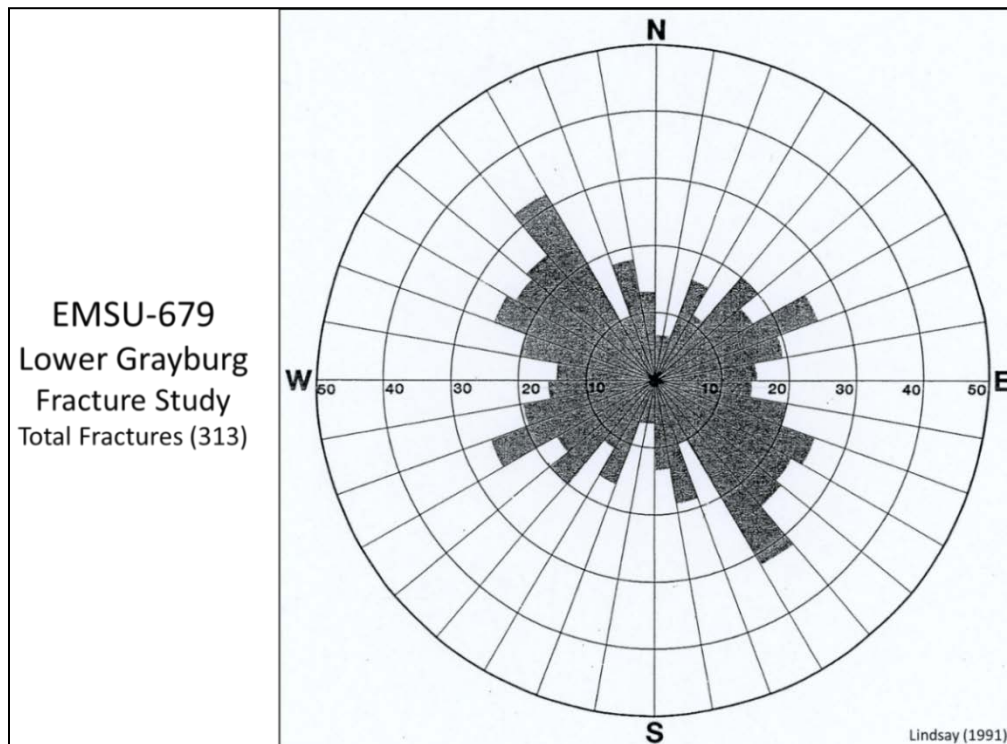 N
EMSU-679
Lower Grayburg
Fracture Study
Total Fractures (313)
W 50 40 30 20 10 10 20 30 40 50 E
S
Lindsay (1991)